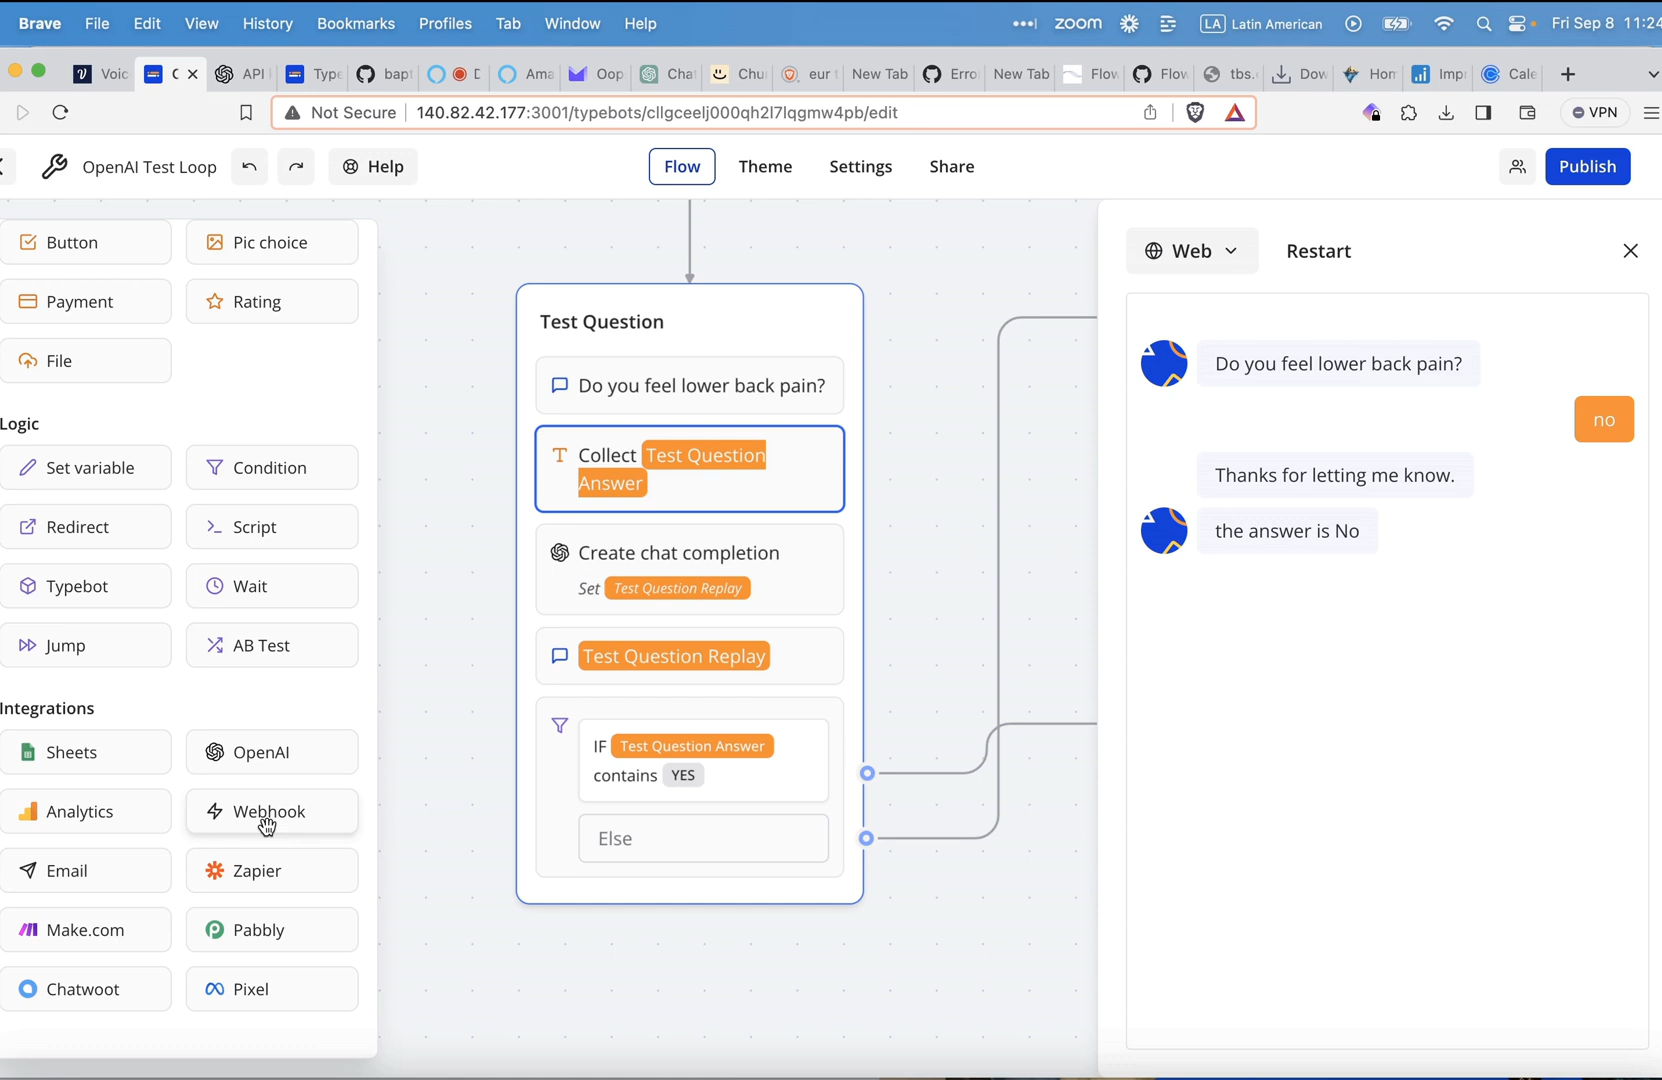 Brave File Edit View History Bookmarks Profiles Tab Window Help zoom LA Latin American Fri Sep 8 11:24
Voic C API Type bapt Ama Oop Chat Chu eur New Tab Erro New Tab Flow Flow tbs. Dow Hor Imp Cale
Not Secure 140.82.42.177:3001/typebots/cllgceelj000qh2l7lqgmw4pb/edit VPN
OpenAI Test Loop Help Flow Theme Settings Share Publish
Button Pic choice
Payment Rating
File
Logic
Set variable Condition
Redirect Script
Typebot Wait
Jump AB Test
Integrations
Sheets OpenAI
Analytics Webhook
Email Zapier
Make.com Pabbly
Chatwoot Pixel
Test Question
Do you feel lower back pain?
Collect Test Question
Answer
Create chat completion
Set Test Question Replay
Test Question Replay
IF Test Question Answer
contains YES
Else
Web Restart
Do you feel lower back pain?
no
Thanks for letting me know.
the answer is No